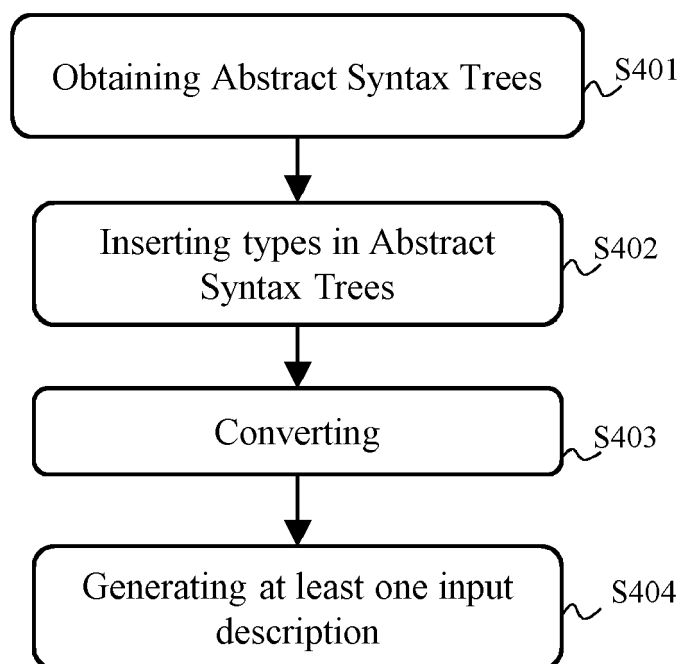 Obtaining Abstract Syntax Trees
S401
Inserting types in Abstract
Syntax Trees
S402
Converting
S403
Generating at least one input
description
S404